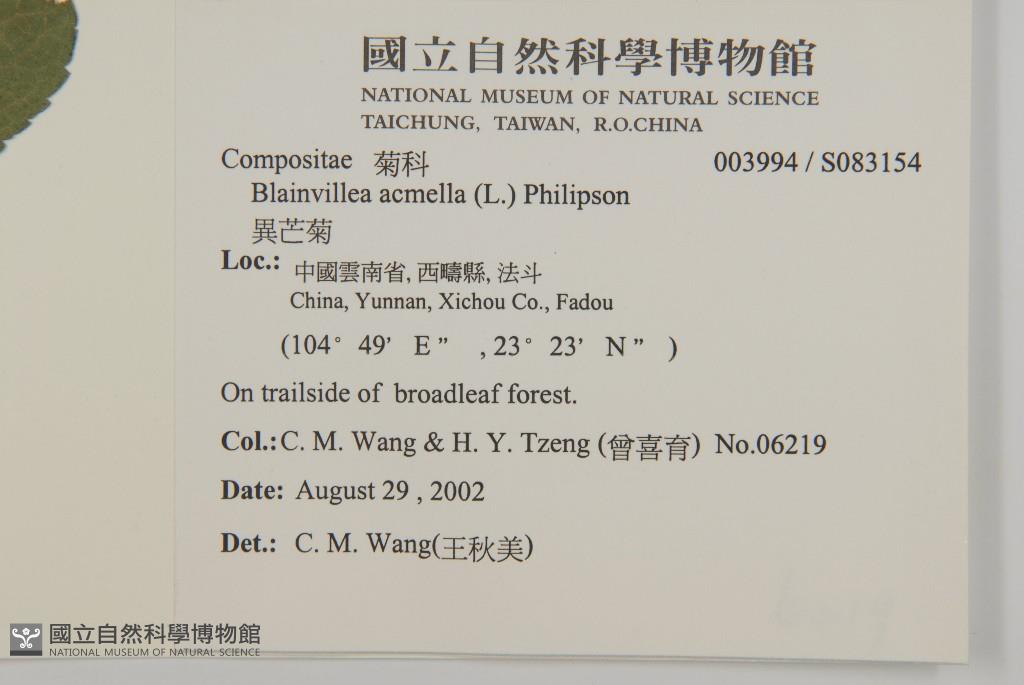 國立自然科學博物館
NATIONAL MUSEUM OF NATURAL SCIENCE
TAICHUNG, TAIWAN, R.O.CHINA
Compositae 菊科 003994 / S083154
Blainvillea acmella (L.) Philipson
異芒菊
Loc.: 中國雲南省, 西疇縣, 法斗
China, Yunnan, Xichou Co., Fadou
(104° 49’ E ” , 23° 23’ N ” )
On trailside of broadleaf forest.
Col.: C. M. Wang & H. Y. Tzeng (曾喜育) No.06219
Date: August 29 , 2002
Det.: C. M. Wang(王秋美)
國立自然科學博物館
NATIONAL MUSEUM OF NATURAL SCIENCE